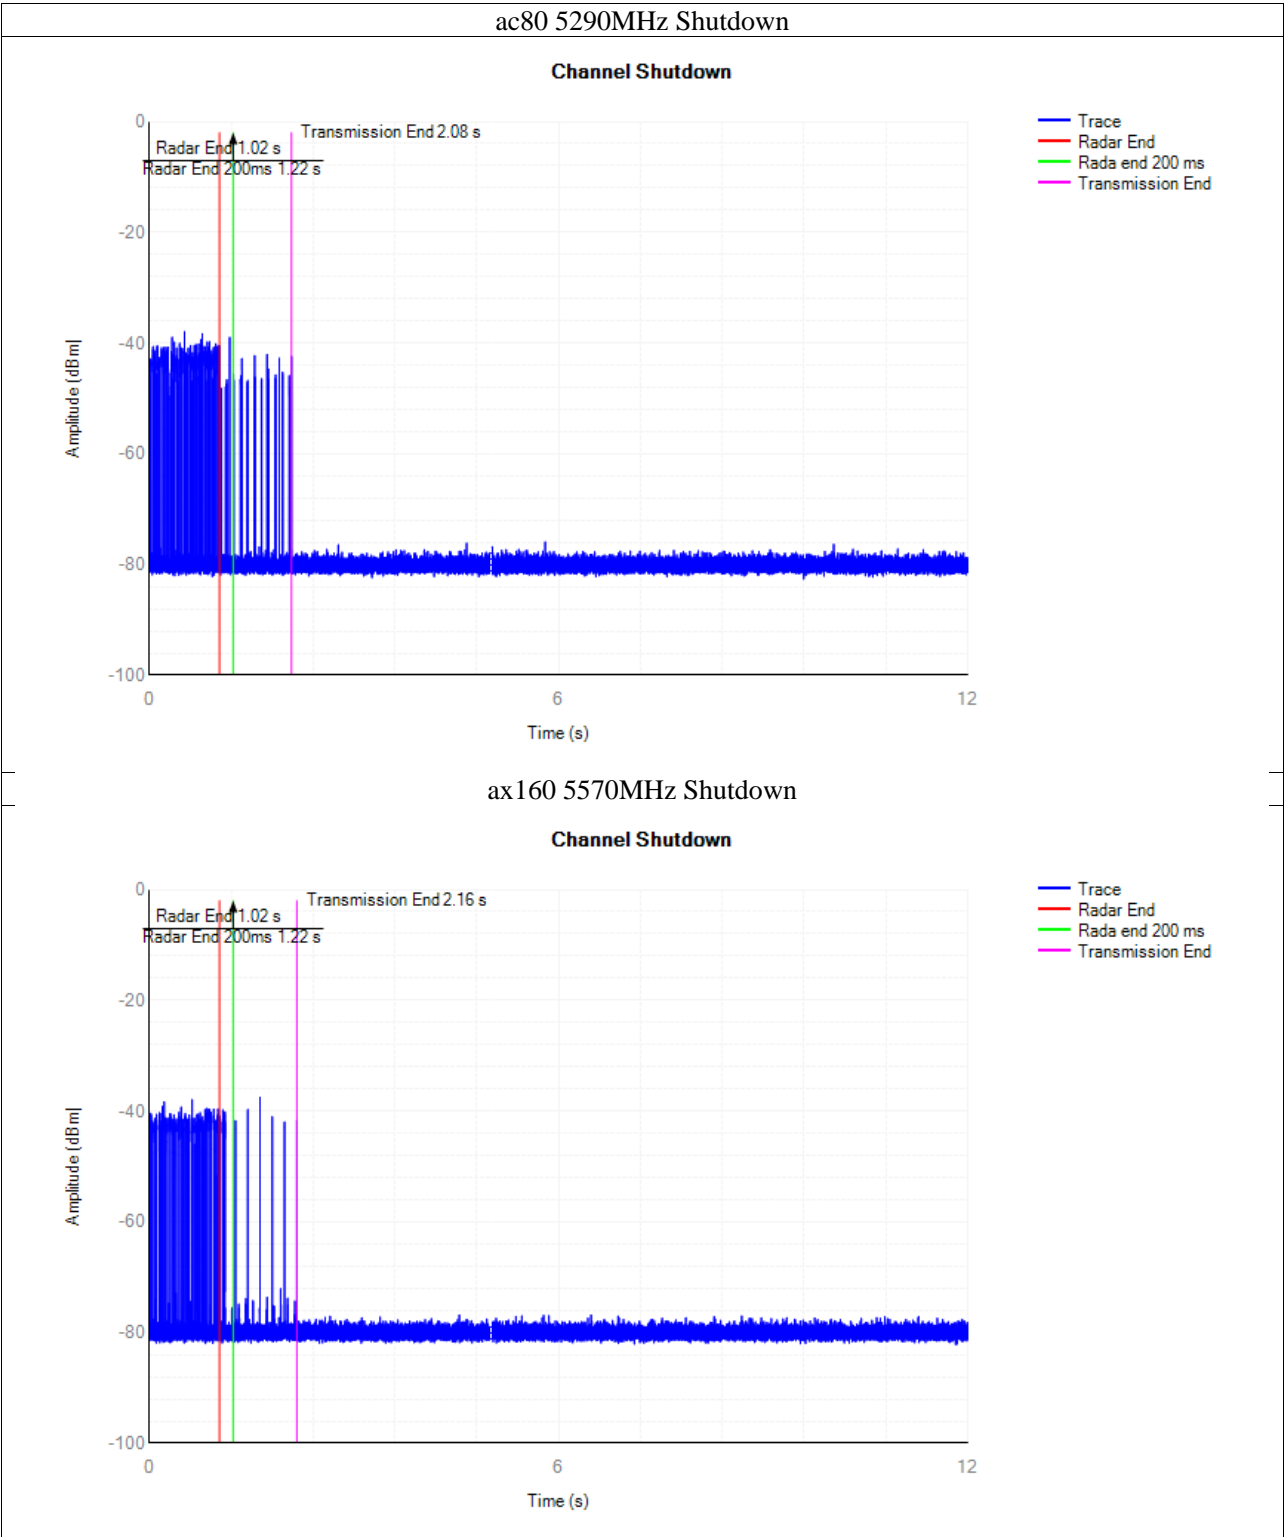 ac80 5290MHz Shutdown
Channel Shutdown
Transmission End 2.08 s
Radar End 1.02 s
Radar End 200ms 1.22 s
Trace
Radar End
Rada end 200 ms
Transmission End
0
-20
-40
-60
-80
-100
Amplitude [dBm]
0 6 12
Time (s)
ax160 5570MHz Shutdown
Channel Shutdown
Transmission End 2.16 s
Radar End 1.02 s
Radar End 200ms 1.22 s
Trace
Radar End
Rada end 200 ms
Transmission End
0
-20
-40
-60
-80
-100
Amplitude [dBm]
0 6 12
Time (s)